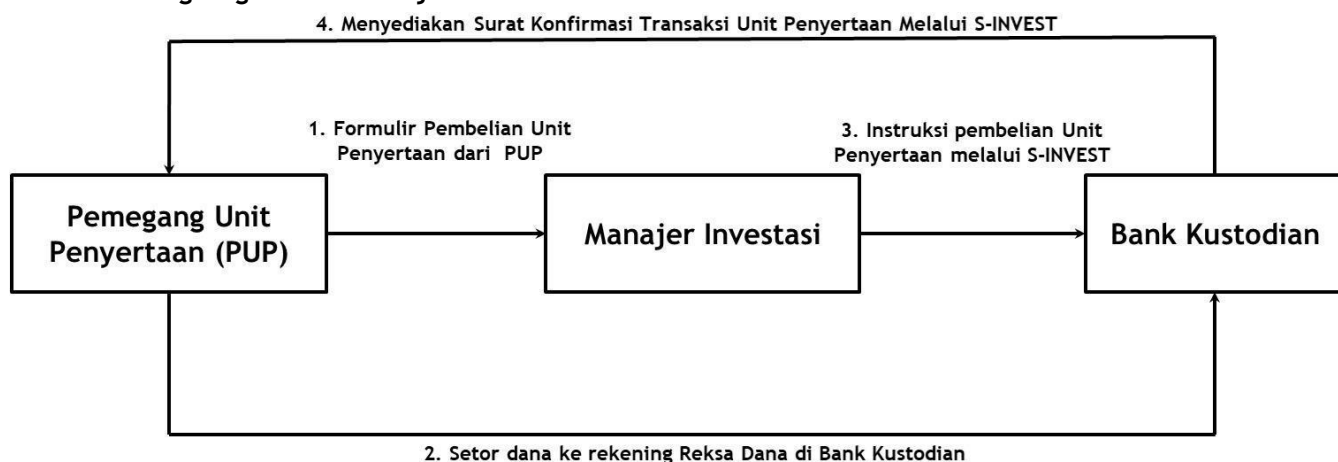 4. Menyediakan Surat Konfirmasi Transaksi Unit Penyertaan Melalui S-INVEST
1. Formulir Pembelian Unit
Penyertaan dari PUP
3. Instruksi pembelian Unit
Penyertaan melalui S-INVEST
Pemegang Unit
Penyertaan (PUP)
Manajer Investasi
Bank Kustodian
2. Setor dana ke rekening Reksa Dana di Bank Kustodian